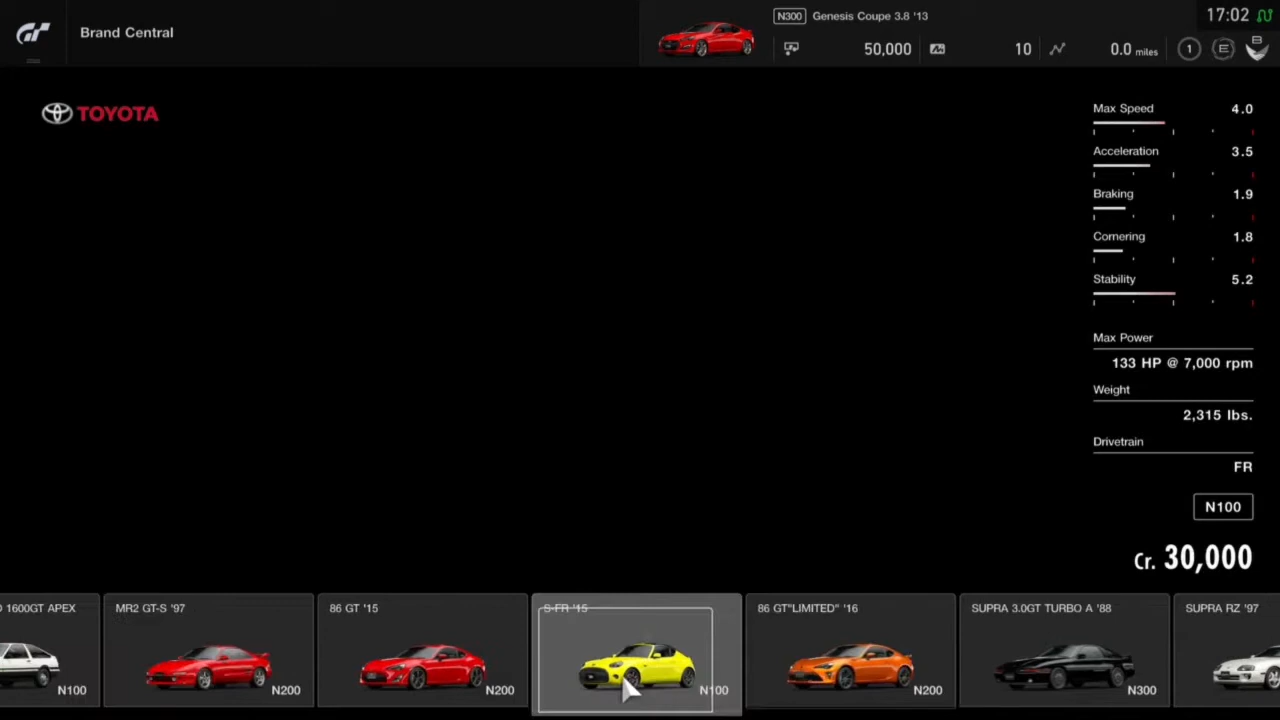 Brand Central
N300 Genesis Coupe 3.8 '13
50,000 10 0.0 miles 1 E B
17:02
TOYOTA
Max Speed 4.0
Acceleration 3.5
Braking 1.9
Cornering 1.8
Stability 5.2
Max Power
133 HP @ 7,000 rpm
Weight
2,315 lbs.
Drivetrain
FR
N100
Cr. 30,000
1600GT APEX
N100
MR2 GT-S '97
N200
86 GT '15
N200
S-FR '15
N100
86 GT"LIMITED" '16
N200
SUPRA 3.0GT TURBO A '88
N300
SUPRA RZ '97